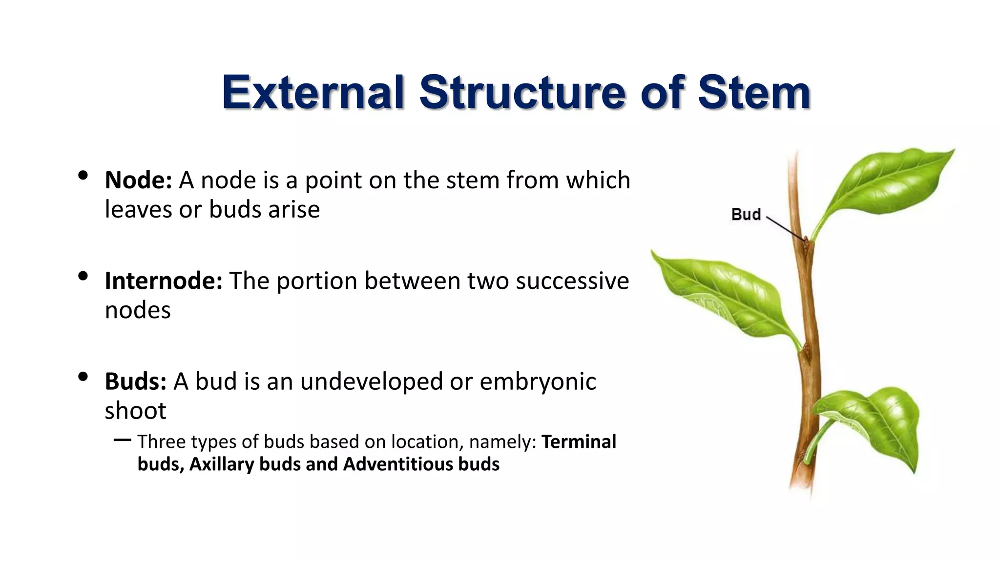 External Structure of Stem
• Node: A node is a point on the stem from which
leaves or buds arise
• Internode: The portion between two successive
nodes
• Buds: A bud is an undeveloped or embryonic
shoot
– Three types of buds based on location, namely: Terminal
buds, Axillary buds and Adventitious buds
Bud